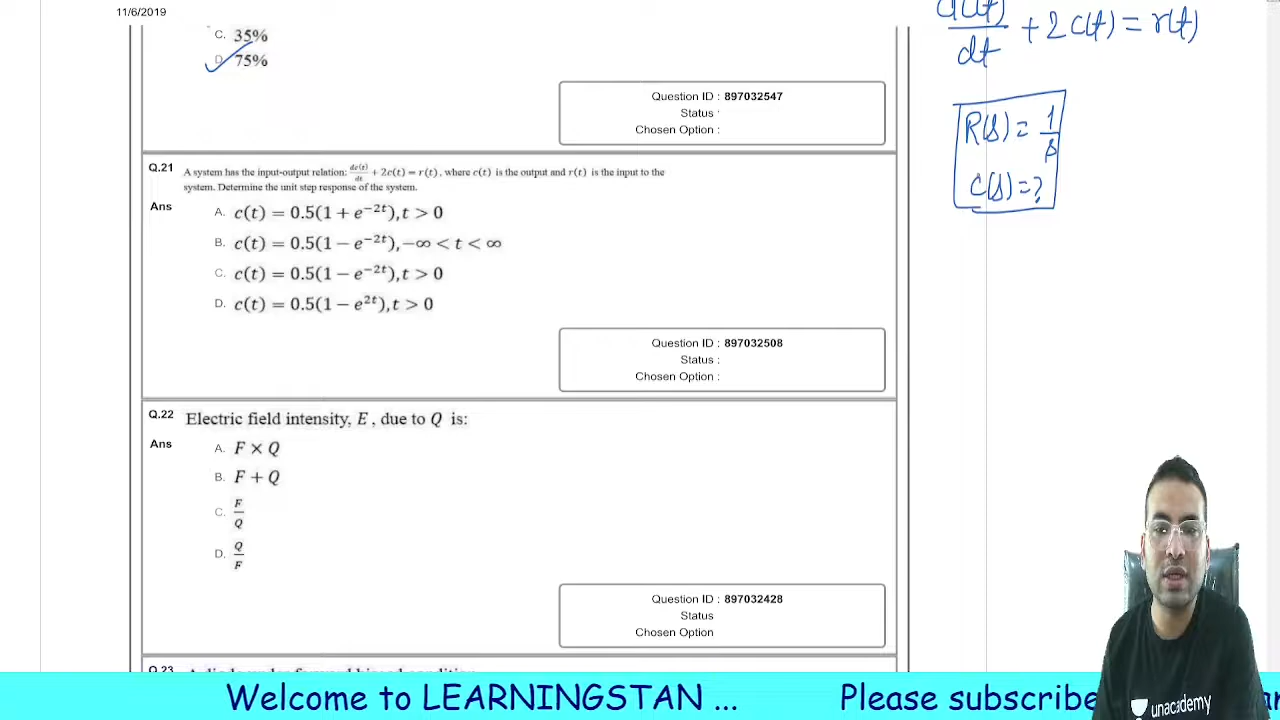 11/6/2019
C. 35%
D. 75%
Question ID : 897032547
Status :
Chosen Option :
dt + 2 c(t) = r(t)
R(s) = 1/s
C(s) = ?
Q.21 A system has the input-output relation: dc(t)/dt + 2c(t) = r(t), where c(t) is the output and r(t) is the input to the
system. Determine the unit step response of the system.
Ans A. c(t) = 0.5(1 + e^{−2t}), t > 0
B. c(t) = 0.5(1 − e^{−2t}), −∞ < t < ∞
C. c(t) = 0.5(1 − e^{−2t}), t > 0
D. c(t) = 0.5(1 − e^{2t}), t > 0
Question ID : 897032508
Status :
Chosen Option :
Q.22 Electric field intensity, E , due to Q is:
Ans A. F × Q
B. F + Q
C. F/Q
D. Q/F
Question ID : 897032428
Status
Chosen Option
Q.23
unacademy
Welcome to LEARNINGSTAN ... Please subscribe